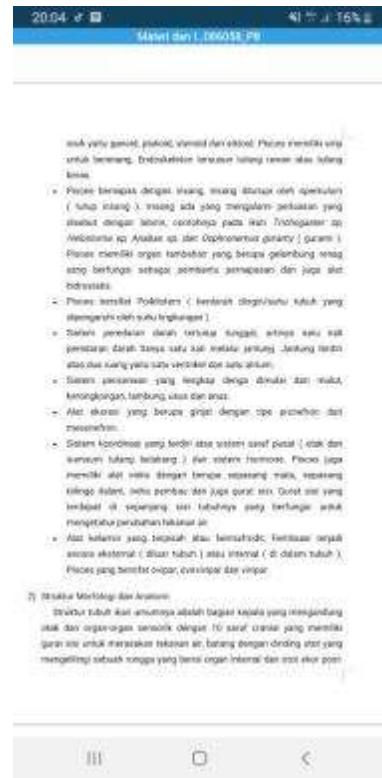 20:04
16%
Materi dan L_006058_P8
sisik yaitu ganoid, plakoid, stenoid dan sikloid. Pisces memiliki sirip
untuk berenang. Endoskeleton tersusun tulang rawan atau tulang
keras.
• Pisces bernapas dengan insang, insang ditutupi oleh operkulum
( tutup insang ). Insang ada yang mengalami perluasan yang
disebut dengan labirin, contohnya pada ikan Trichogaster sp,
Helostoma sp, Anabas sp, dan Osphronemus guramy ( gurami ).
Pisces memiliki organ tambahan yang berupa gelembung renag
yang berfungsi sebagai pembantu pernapasan dan juga alat
hidrostatis.
• Pisces bersifat Poikiloterm ( berdarah dingin/suhu tubuh yang
dipengaruhi oleh suhu lingkungan ).
• Sistem peredaran darah tertutup tunggal, artinya satu kali
peredaran darah hanya satu kali melalui jantung. Jantung terdiri
atas dua ruang yaitu satu ventrikel dan satu atrium.
• Sistem pencernaan yang lengkap denga dimulai dari mulut,
kerongkongan, lambung, usus dan anus.
• Alat ekskresi yang berupa ginjal dengan tipe pronefron dan
mesonefron.
• Sistem koordinasi yang terdiri atas sistem saraf pusat ( otak dan
sumsum tulang belakang ) dan sistem hormone. Pisces juga
memiliki alat indra dengan berupa sepasang mata, sepasang
telinga dalam, indra pembau dan juga gurat sisi. Gurat sisi yang
terdapat di sepanjang sisi tubuhnya yang berfungsi untuk
mengetahui perubahan tekanan air.
• Alat kelamin yang terpisah atau hermafrodit, fertilisasi terjadi
secara eksternal ( diluar tubuh ) atau internal ( di dalam tubuh ).
Pisces yang bersifat ovipar, ovovivipar dan vivipar.
2) Struktur Morfologi dan Anatomi
Struktur tubuh ikan umumnya adalah bagian kepala yang mengandung
otak dan organ-organ sensorik dengan 10 saraf cranial yang memiliki
gurat sisi untuk merasakan tekanan air, batang dengan dinding otot yang
mengelilingi sebuah rongga yang berisi organ internal dan otot ekor post-